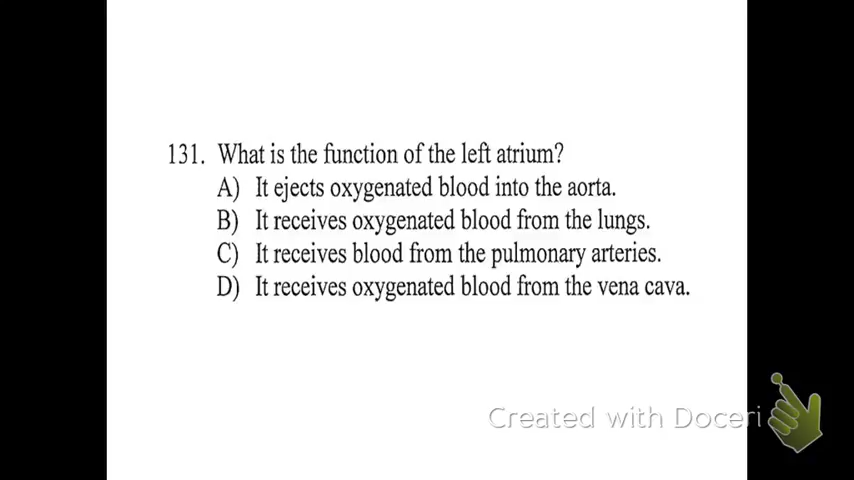 131. What is the function of the left atrium?
A) It ejects oxygenated blood into the aorta.
B) It receives oxygenated blood from the lungs.
C) It receives blood from the pulmonary arteries.
D) It receives oxygenated blood from the vena cava.
Created with Doceri